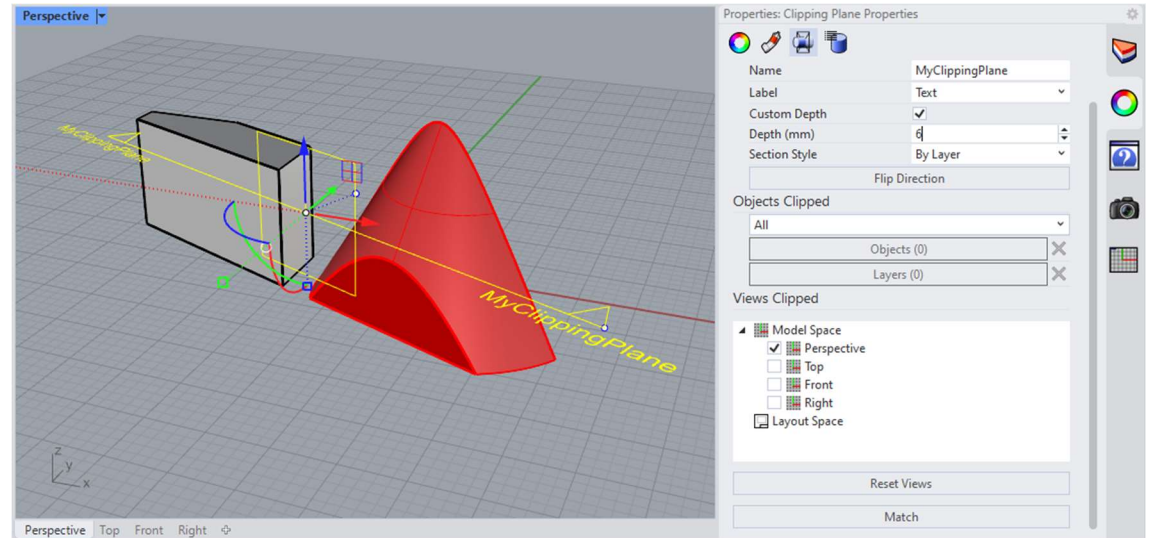 Perspective
MyClippingPlane
MyClippingPlane
z
y
x
Perspective Top Front Right
Properties: Clipping Plane Properties
Name MyClippingPlane
Label Text
Custom Depth
Depth (mm) 6
Section Style By Layer
Flip Direction
Objects Clipped
All
Objects (0)
Layers (0)
Views Clipped
Model Space
Perspective
Top
Front
Right
Layout Space
Reset Views
Match